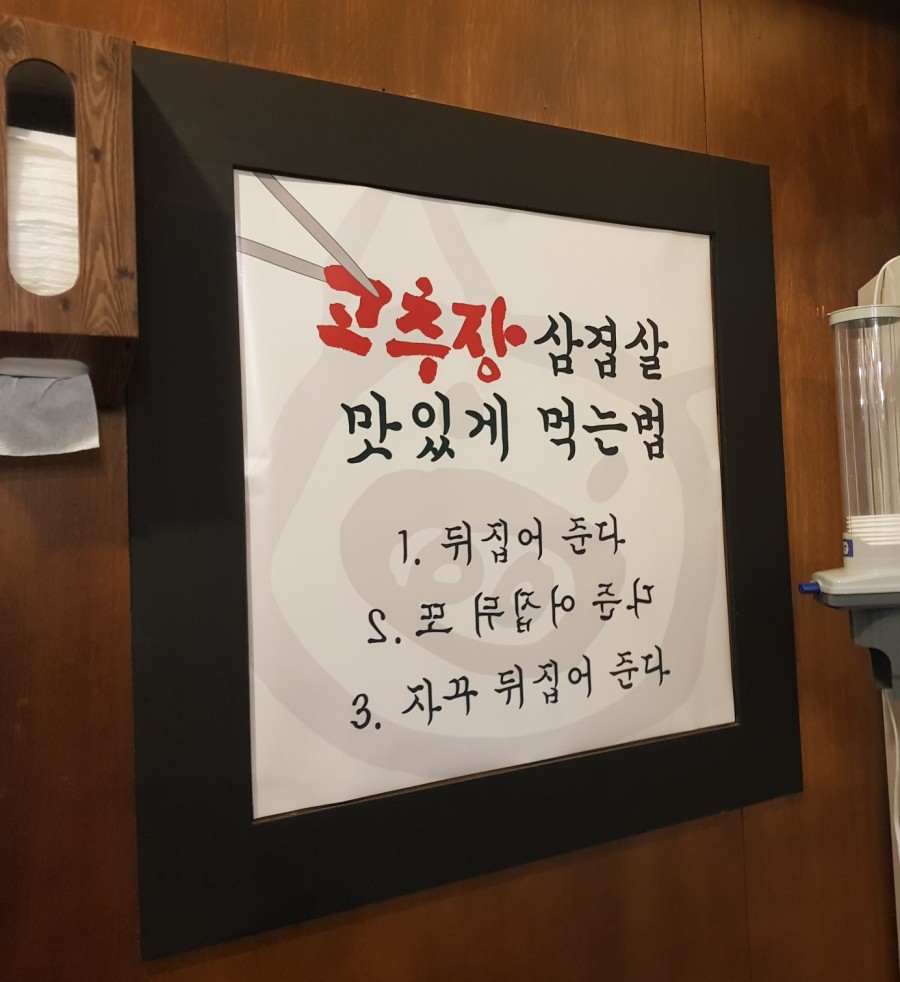 고추장 삼겹살
맛있게 먹는법
1. 뒤집어 준다
2. 또 뒤집어 준다
3. 자꾸 뒤집어 준다